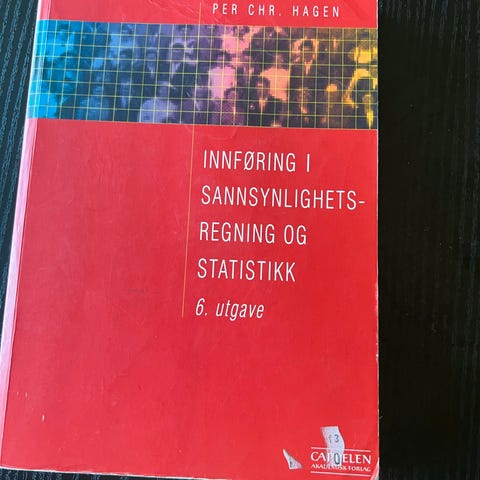 PER CHR. HAGEN
INNFØRING I
SANNSYNLIGHETS-
REGNING OG
STATISTIKK
6. utgave
CAPPELEN
AKADEMISK FORLAG